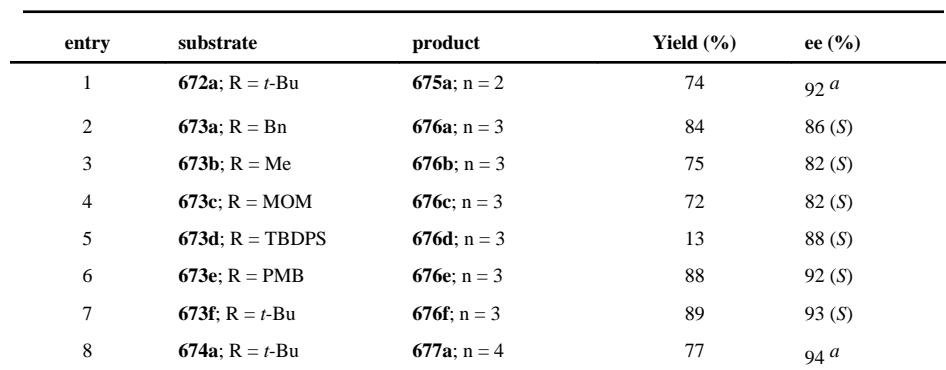 entry substrate product Yield (%) ee (%)
1 672a; R = t-Bu 675a; n = 2 74 92 a
2 673a; R = Bn 676a; n = 3 84 86 (S)
3 673b; R = Me 676b; n = 3 75 82 (S)
4 673c; R = MOM 676c; n = 3 72 82 (S)
5 673d; R = TBDPS 676d; n = 3 13 88 (S)
6 673e; R = PMB 676e; n = 3 88 92 (S)
7 673f; R = t-Bu 676f; n = 3 89 93 (S)
8 674a; R = t-Bu 677a; n = 4 77 94 a